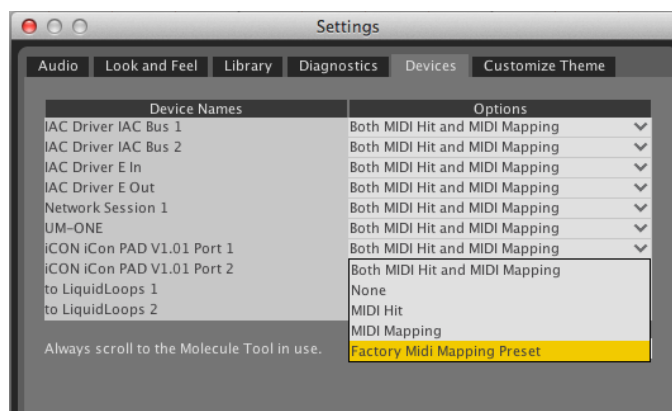 Settings
Audio Look and Feel Library Diagnostics Devices Customize Theme
Device Names Options
IAC Driver IAC Bus 1 Both MIDI Hit and MIDI Mapping
IAC Driver IAC Bus 2 Both MIDI Hit and MIDI Mapping
IAC Driver E In Both MIDI Hit and MIDI Mapping
IAC Driver E Out Both MIDI Hit and MIDI Mapping
Network Session 1 Both MIDI Hit and MIDI Mapping
UM-ONE Both MIDI Hit and MIDI Mapping
iCON iCon PAD V1.01 Port 1 Both MIDI Hit and MIDI Mapping
iCON iCon PAD V1.01 Port 2 Both MIDI Hit and MIDI Mapping
to LiquidLoops 1 None
to LiquidLoops 2 MIDI Hit
MIDI Mapping
Always scroll to the Molecule Tool in use. Factory Midi Mapping Preset